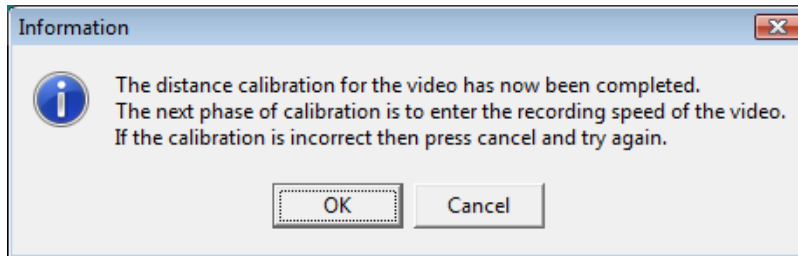 Information
The distance calibration for the video has now been completed.
The next phase of calibration is to enter the recording speed of the video.
If the calibration is incorrect then press cancel and try again.
OK
Cancel